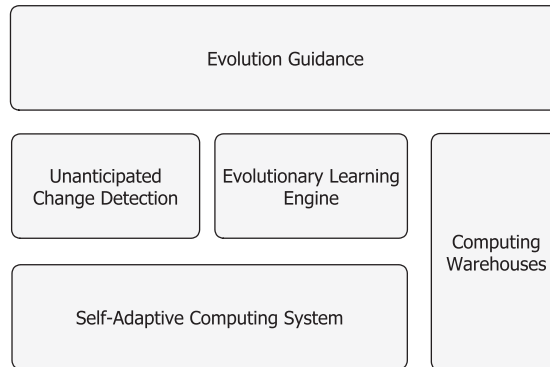 Evolution Guidance
Unanticipated
Change Detection
Evolutionary Learning
Engine
Computing
Warehouses
Self-Adaptive Computing System